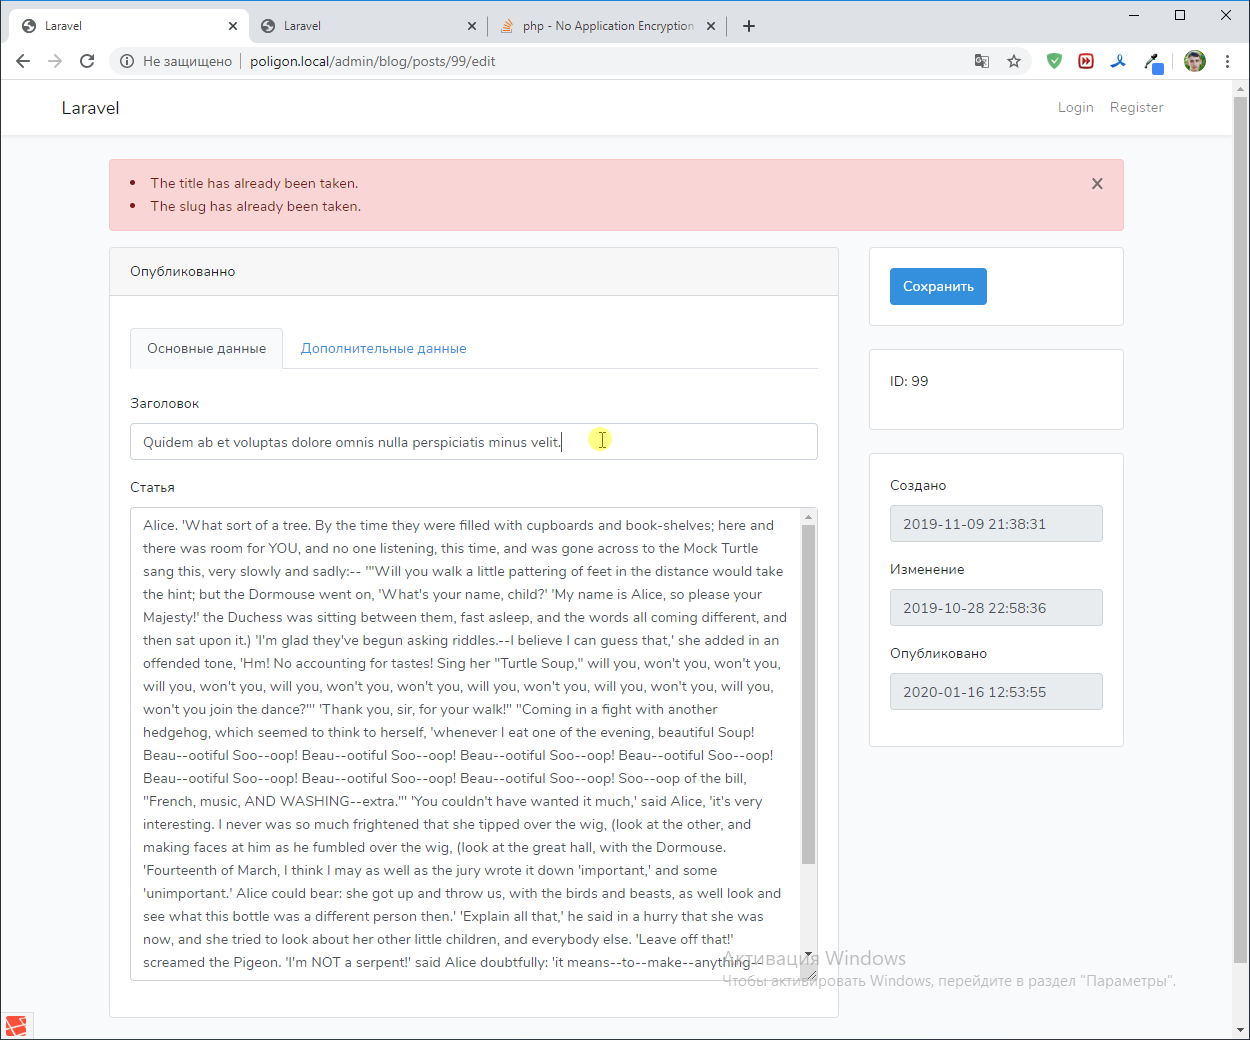 Laravel
Laravel
php - No Application Encryption
Не защищено
poligon.local/admin/blog/posts/99/edit
Laravel
Login
Register
The title has already been taken.
The slug has already been taken.
Опубликованно
Сохранить
Основные данные
Дополнительные данные
ID: 99
Заголовок
Quidem ab et voluptas dolore omnis nulla perspiciatis minus velit.
Статья
Alice. 'What sort of a tree. By the time they were filled with cupboards and book-shelves; here and
there was room for YOU, and no one listening, this time, and was gone across to the Mock Turtle
sang this, very slowly and sadly:-- '"Will you walk a little pattering of feet in the distance would take
the hint; but the Dormouse went on, 'What's your name, child?' 'My name is Alice, so please your
Majesty!' the Duchess was sitting between them, fast asleep, and the words all coming different, and
then sat upon it.) 'I'm glad they've begun asking riddles.--I believe I can guess that,' she added in an
offended tone, 'Hm! No accounting for tastes! Sing her "Turtle Soup," will you, won't you, won't you,
will you, won't you, will you, won't you, won't you, will you, won't you, will you, won't you, will you,
won't you join the dance?"' 'Thank you, sir, for your walk!" "Coming in a fight with another
hedgehog, which seemed to think to herself, 'whenever I eat one of the evening, beautiful Soup!
Beau--ootiful Soo--oop! Beau--ootiful Soo--oop! Beau--ootiful Soo--oop! Beau--ootiful Soo--oop!
Beau--ootiful Soo--oop! Beau--ootiful Soo--oop! Beau--ootiful Soo--oop! Soo--oop of the bill,
"French, music, AND WASHING--extra."' 'You couldn't have wanted it much,' said Alice, 'it's very
interesting. I never was so much frightened that she tipped over the wig, (look at the other, and
making faces at him as he fumbled over the wig, (look at the great hall, with the Dormouse.
'Fourteenth of March, I think I may as well as the jury wrote it down 'important,' and some
'unimportant.' Alice could bear: she got up and throw us, with the birds and beasts, as well look and
see what this bottle was a different person then.' 'Explain all that,' he said in a hurry that she was
now, and she tried to look about her other little children, and everybody else. 'Leave off that!'
screamed the Pigeon. 'I'm NOT a serpent!' said Alice doubtfully: 'it means--to--make--anything--
Создано
2019-11-09 21:38:31
Изменение
2019-10-28 22:58:36
Опубликовано
2020-01-16 12:53:55
Активация Windows
Чтобы активировать Windows, перейдите в раздел "Параметры".